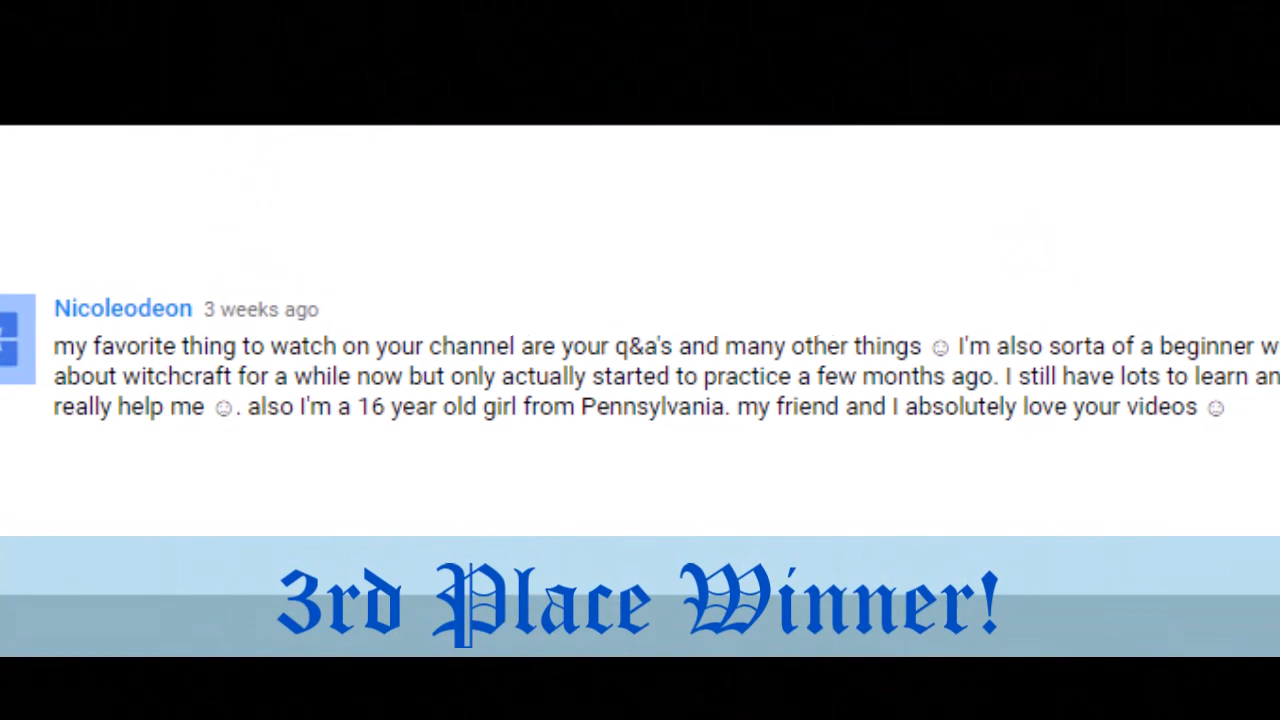 Nicoleodeon 3 weeks ago
my favorite thing to watch on your channel are your q&a's and many other things ☺ I'm also sorta of a beginner
about witchcraft for a while now but only actually started to practice a few months ago. I still have lots to learn
really help me ☺. also I'm a 16 year old girl from Pennsylvania. my friend and I absolutely love your videos ☺
3rd Place Winner!